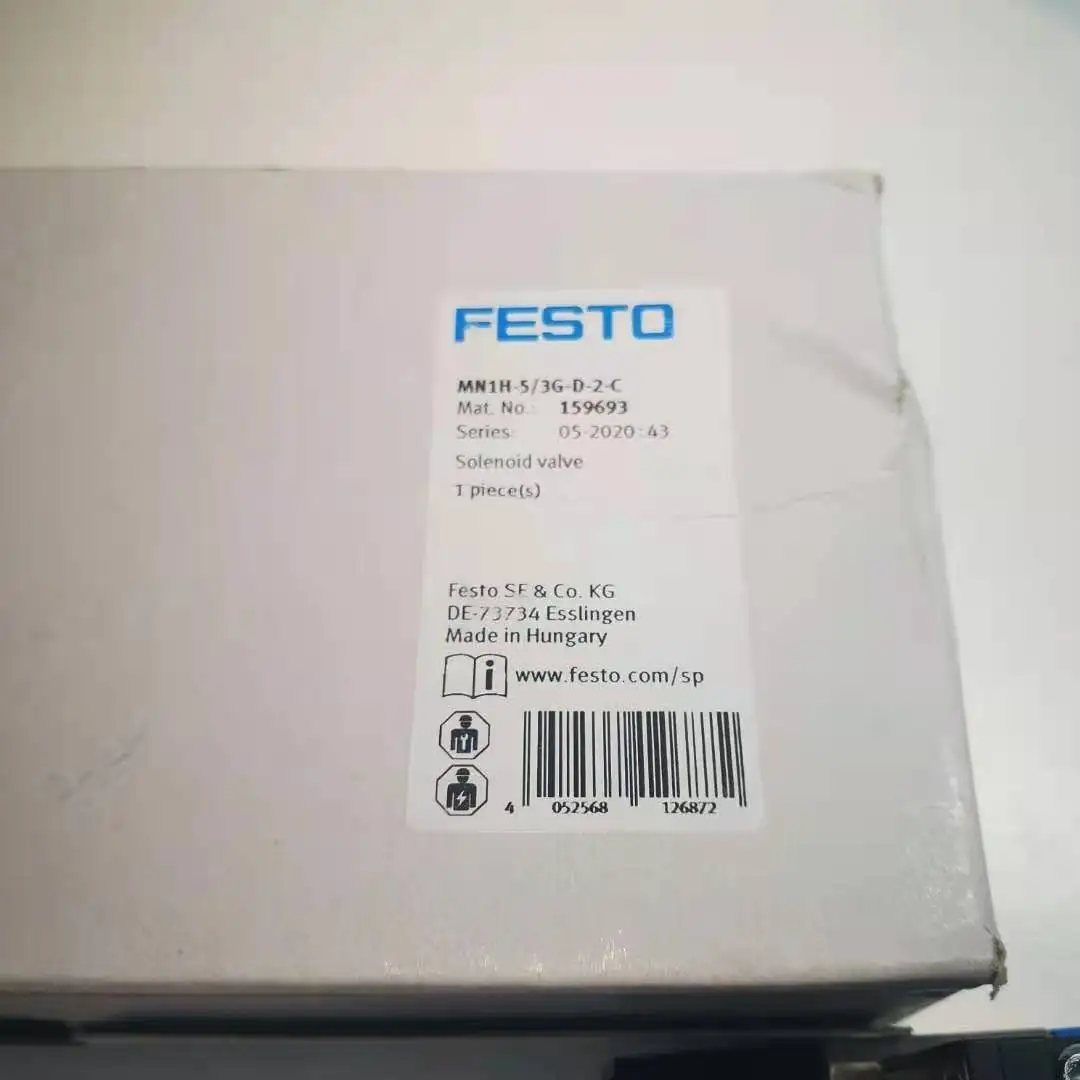 FESTO
MN1H-5/3G-D-2-C
Mat. No.: 159693
Series: 05-2020:43
Solenoid valve
1 piece(s)
Festo SE & Co. KG
DE-73734 Esslingen
Made in Hungary
i www.festo.com/sp
4 052568 126872